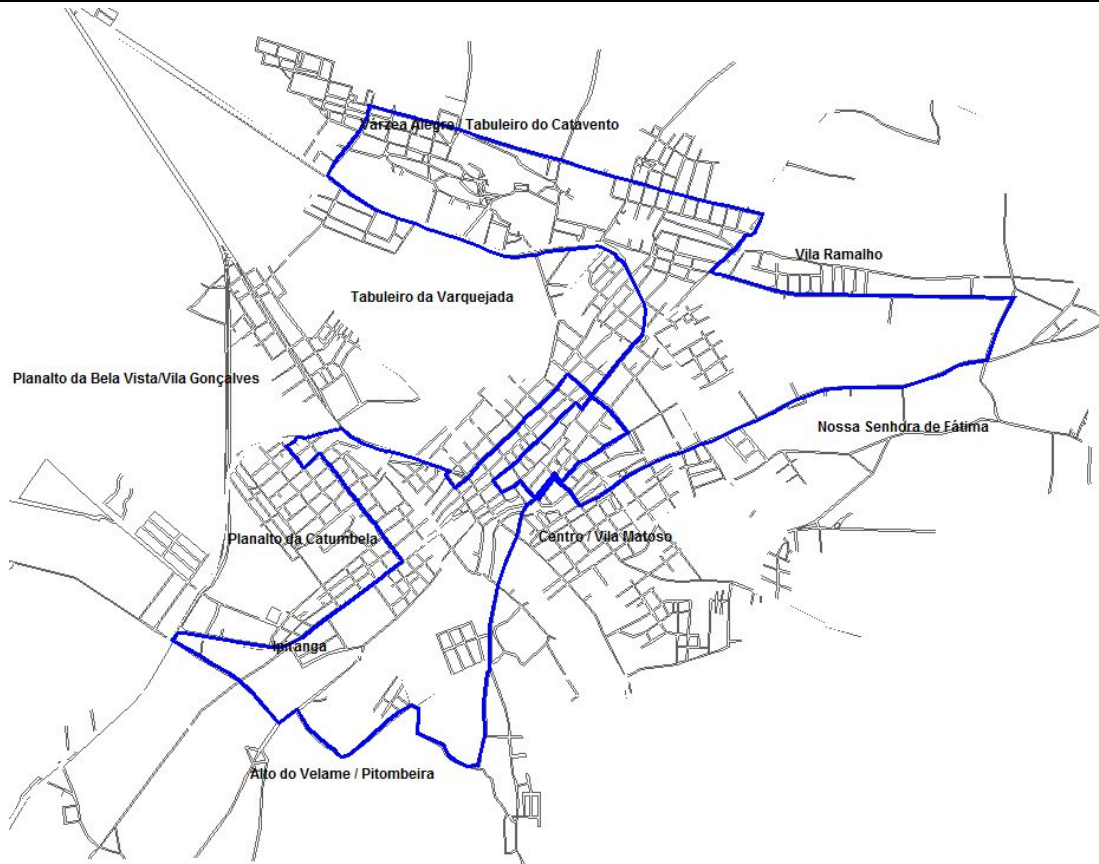 Várzea Alegre / Tabuleiro do Catavento
Vila Ramalho
Tabuleiro da Varquejada
Planalto da Bela Vista/Vila Gonçalves
Nossa Senhora de Fátima
Planalto da Catumbela
Centro / Vila Matoso
Ipiranga
Alto do Velame / Pitombeira